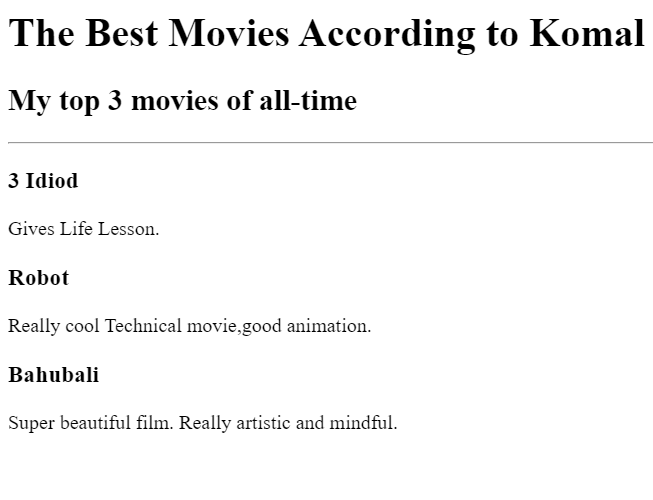 The Best Movies According to Komal
My top 3 movies of all-time
3 Idiod
Gives Life Lesson.
Robot
Really cool Technical movie,good animation.
Bahubali
Super beautiful film. Really artistic and mindful.